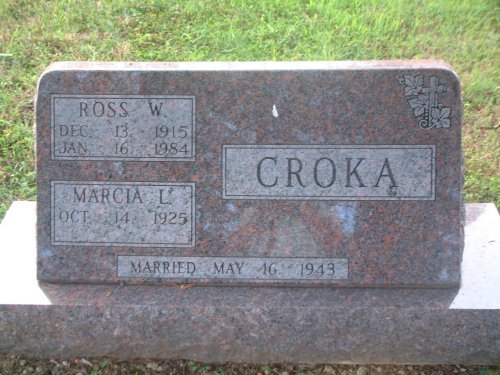 ROSS W.
DEC. 13, 1915
JAN. 16, 1984
CROKA
MARCIA L.
OCT. 14, 1925
MARRIED MAY 16, 1943